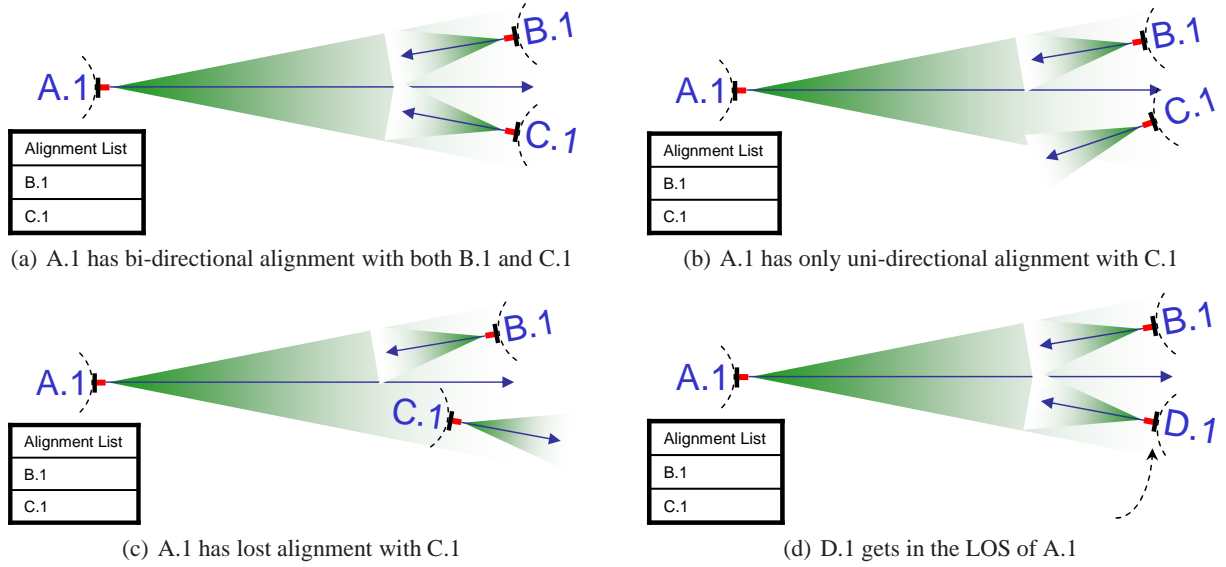 A.1
B.1
C.1
Alignment List
B.1
C.1
(a) A.1 has bi-directional alignment with both B.1 and C.1
A.1
B.1
C.1
Alignment List
B.1
C.1
(b) A.1 has only uni-directional alignment with C.1
A.1
B.1
C.1
Alignment List
B.1
C.1
(c) A.1 has lost alignment with C.1
A.1
B.1
D.1
Alignment List
B.1
C.1
(d) D.1 gets in the LOS of A.1